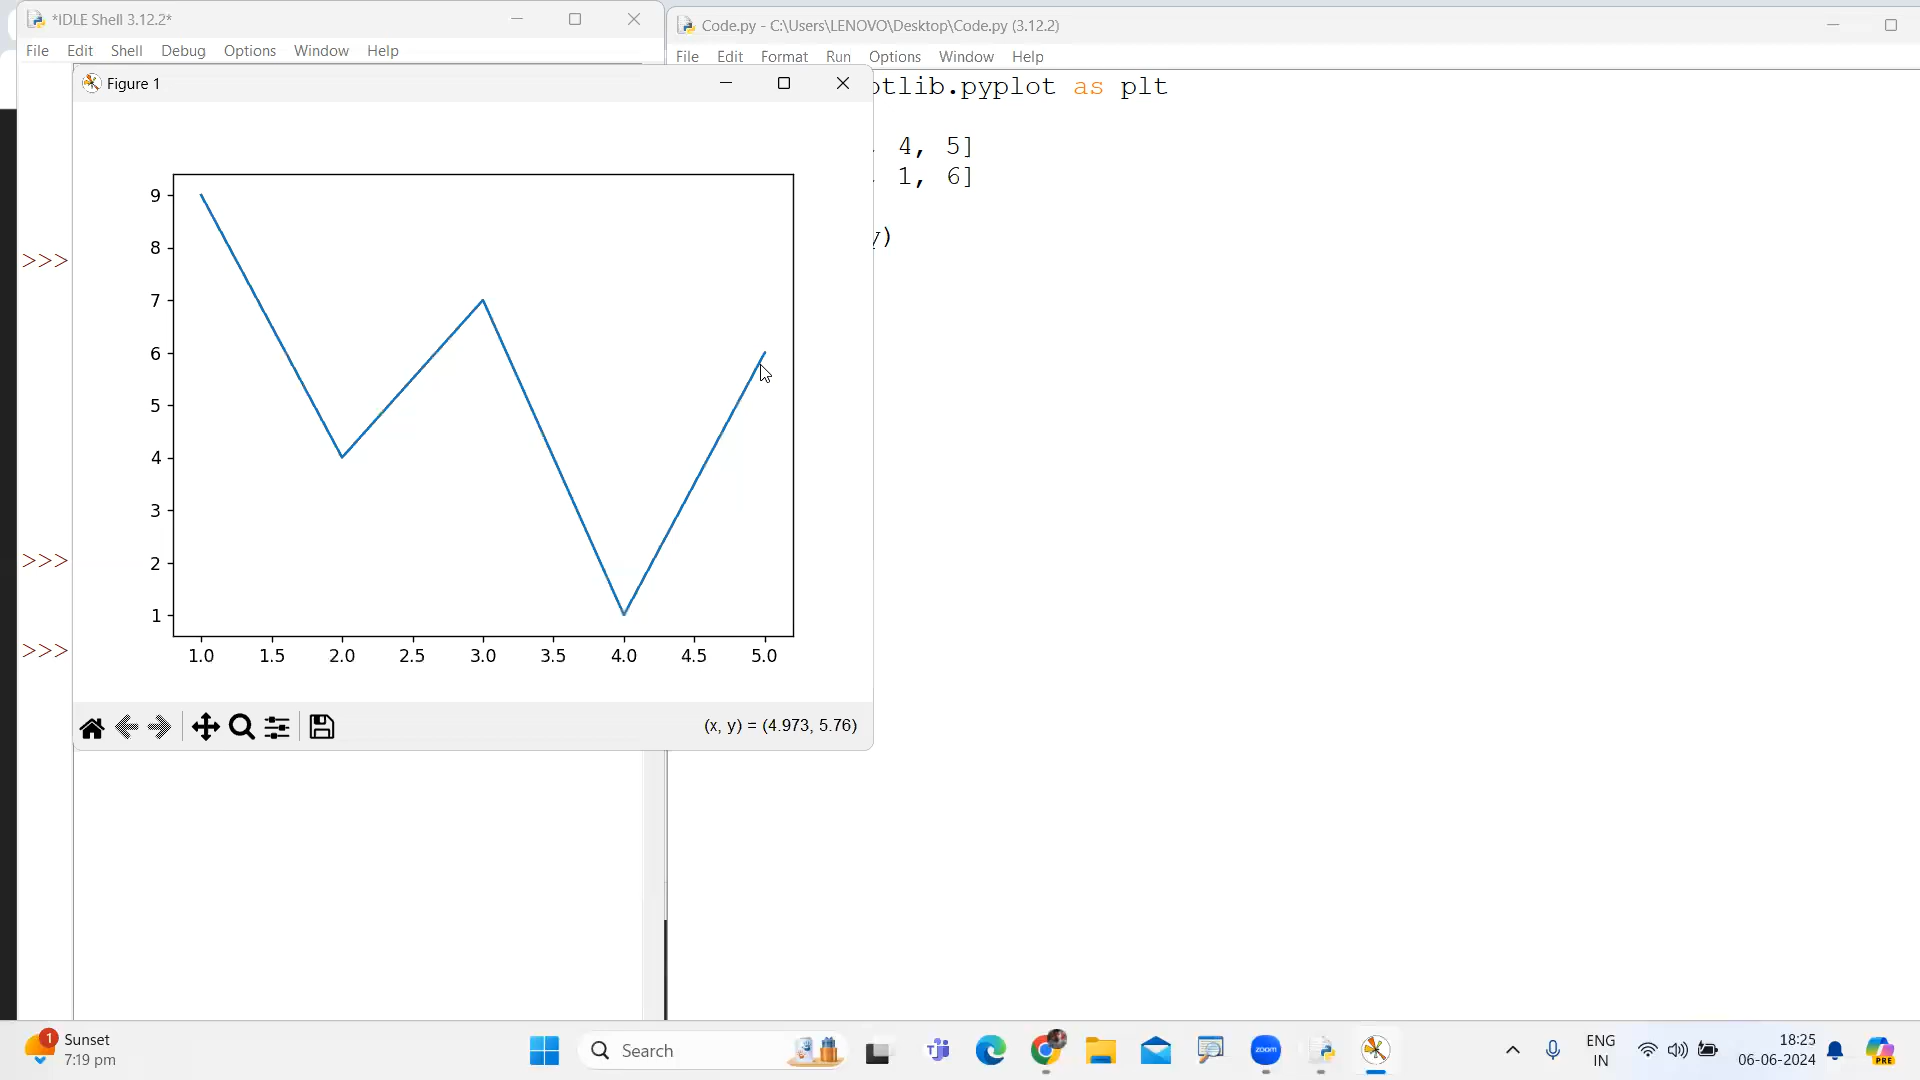 *IDLE Shell 3.12.2*
File Edit Shell Debug Options Window Help
>>>
>>>
>>>
Code.py - C:\Users\LENOVO\Desktop\Code.py (3.12.2)
File Edit Format Run Options Window Help
otlib.pyplot as plt
, 4, 5]
, 1, 6]
y)
Figure 1
9
8
7
6
5
4
3
2
1
1.0 1.5 2.0 2.5 3.0 3.5 4.0 4.5 5.0
(x, y) = (4.973, 5.76)
1
Sunset
7:19 pm
Search
zoom
ENG
IN
18:25
06-06-2024
PRE